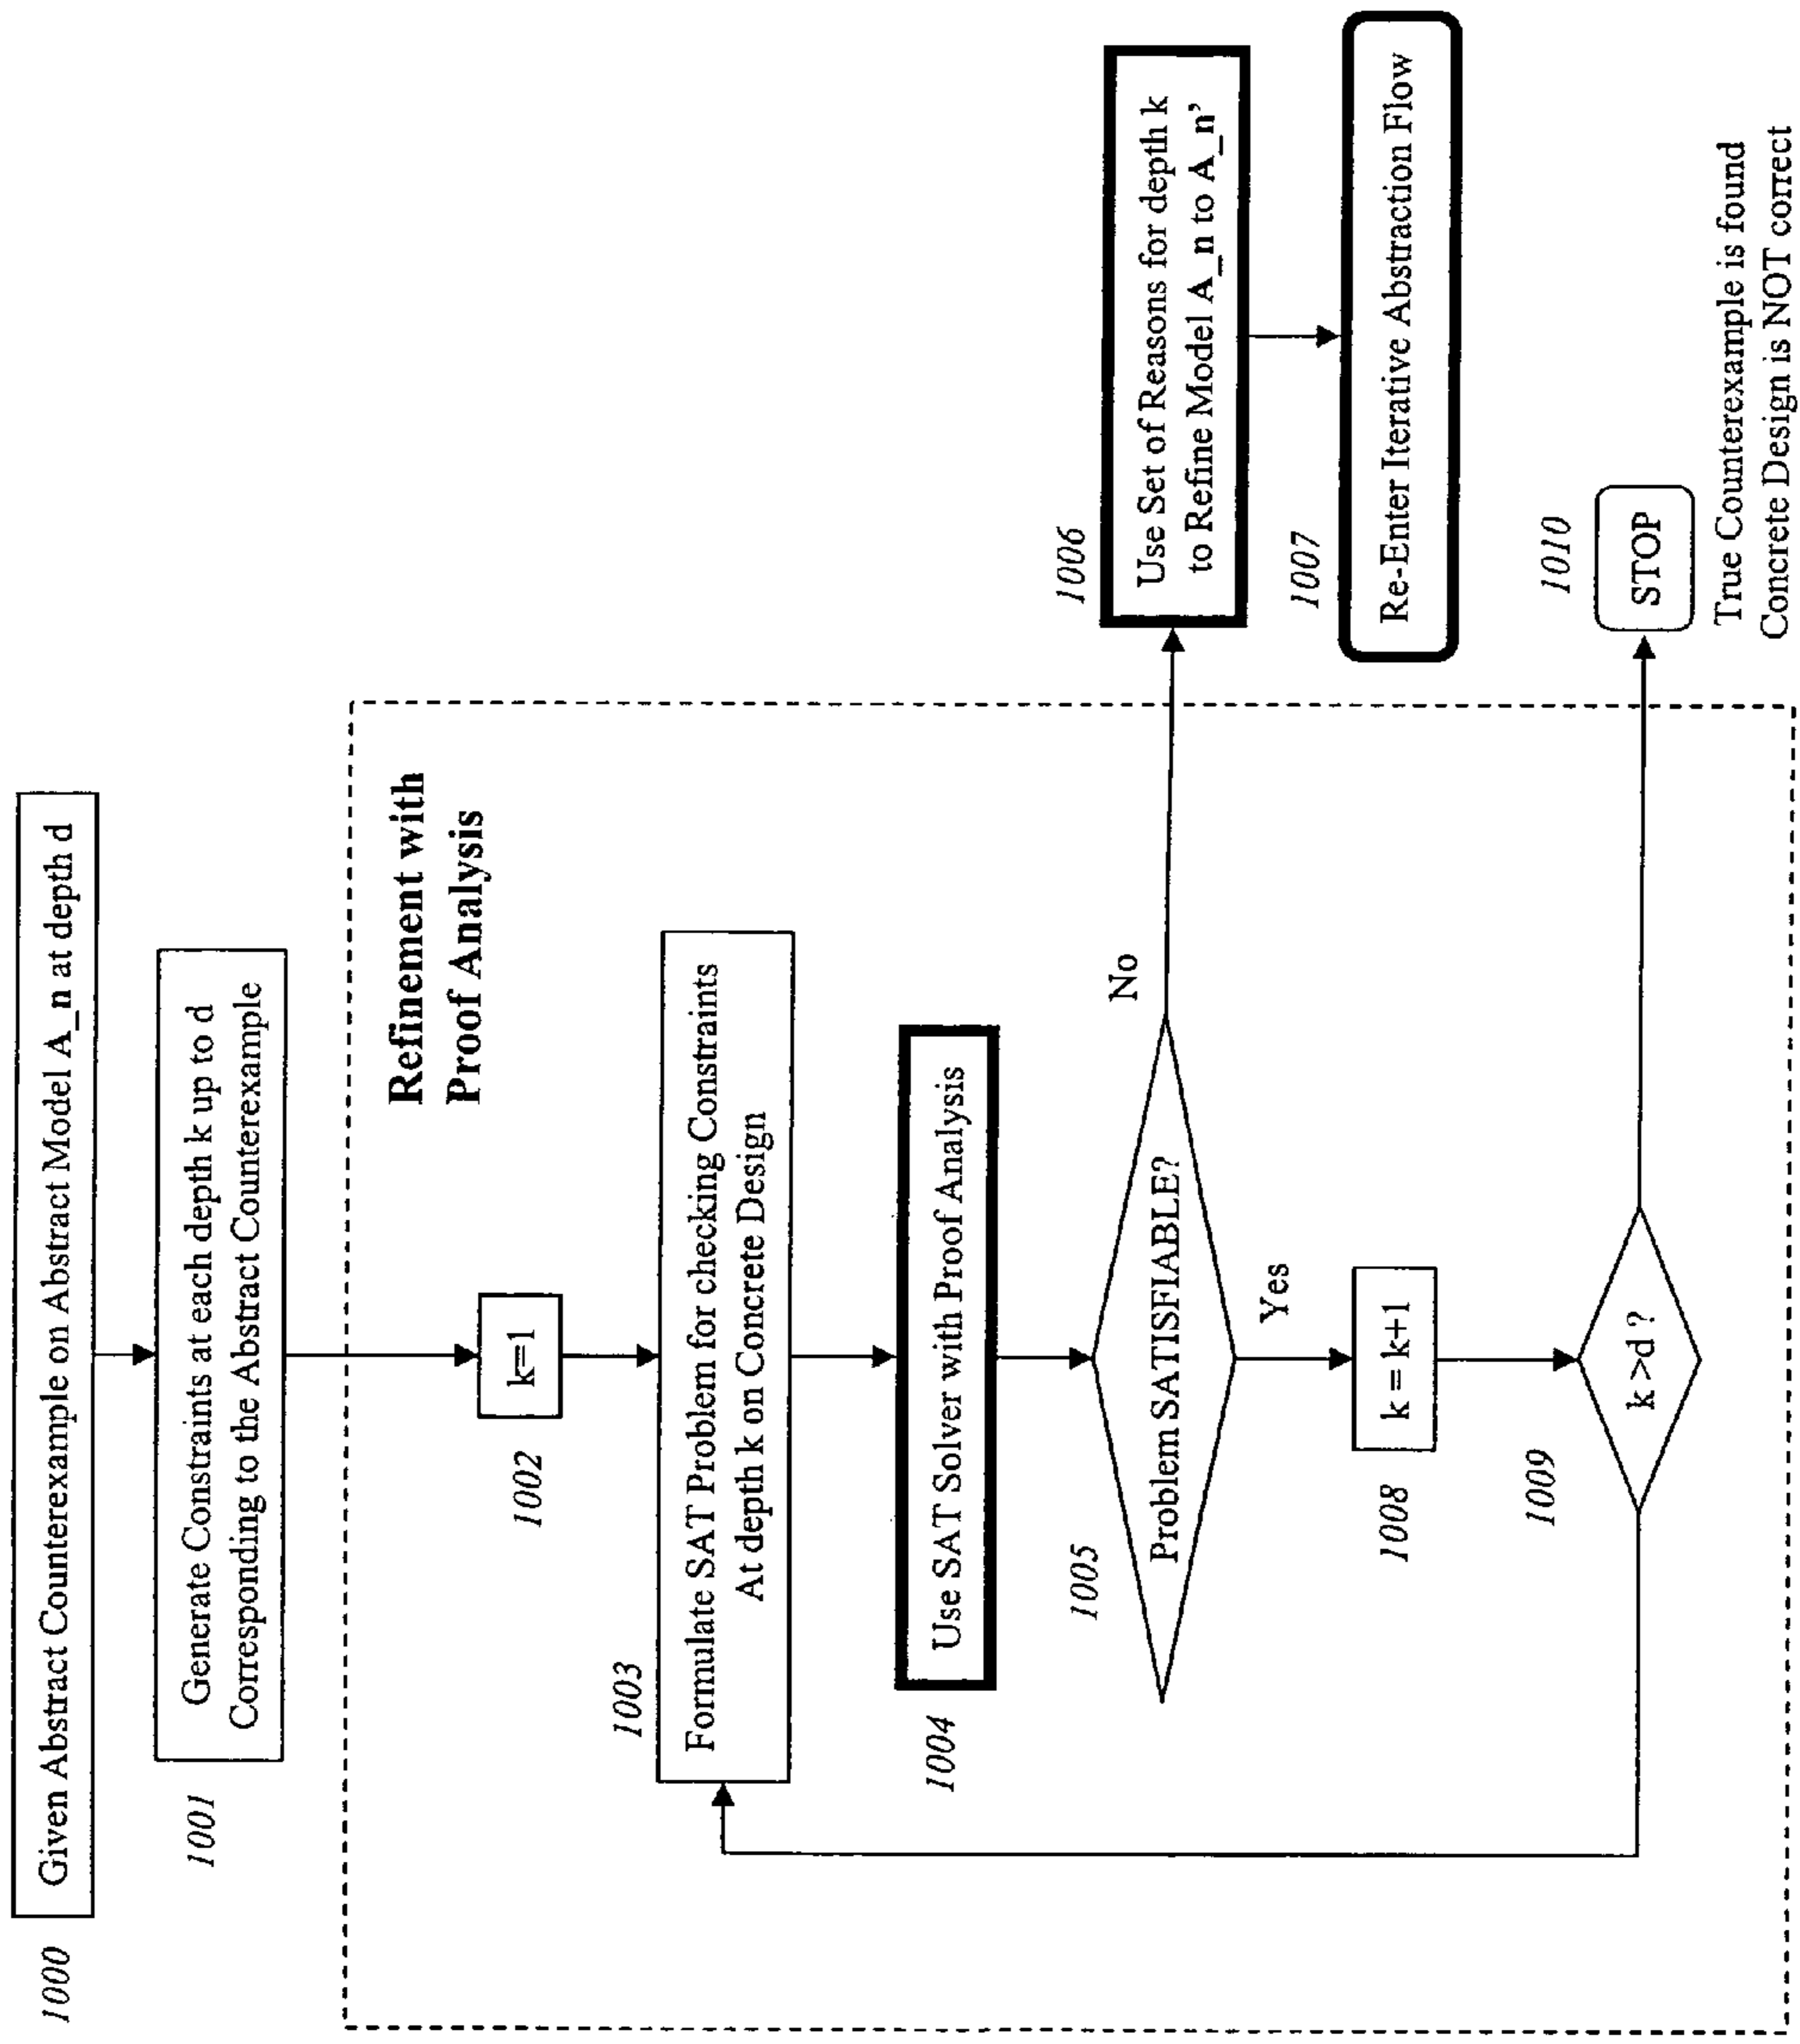 1000
Given Abstract Counterexample on Abstract Model A_n at depth d
1001
Generate Constraints at each depth k up to d
Corresponding to the Abstract Counterexample
Refinement with
Proof Analysis
1002
k=1
1003
Formulate SAT Problem for checking Constraints
At depth k on Concrete Design
1004
Use SAT Solver with Proof Analysis
1005
Problem SATISFIABLE?
No
Yes
1006
Use Set of Reasons for depth k
to Refine Model A_n to A_n’
1007
Re-Enter Iterative Abstraction Flow
1008
k = k+1
1009
k >d ?
1010
STOP
True Counterexample is found
Concrete Design is NOT correct